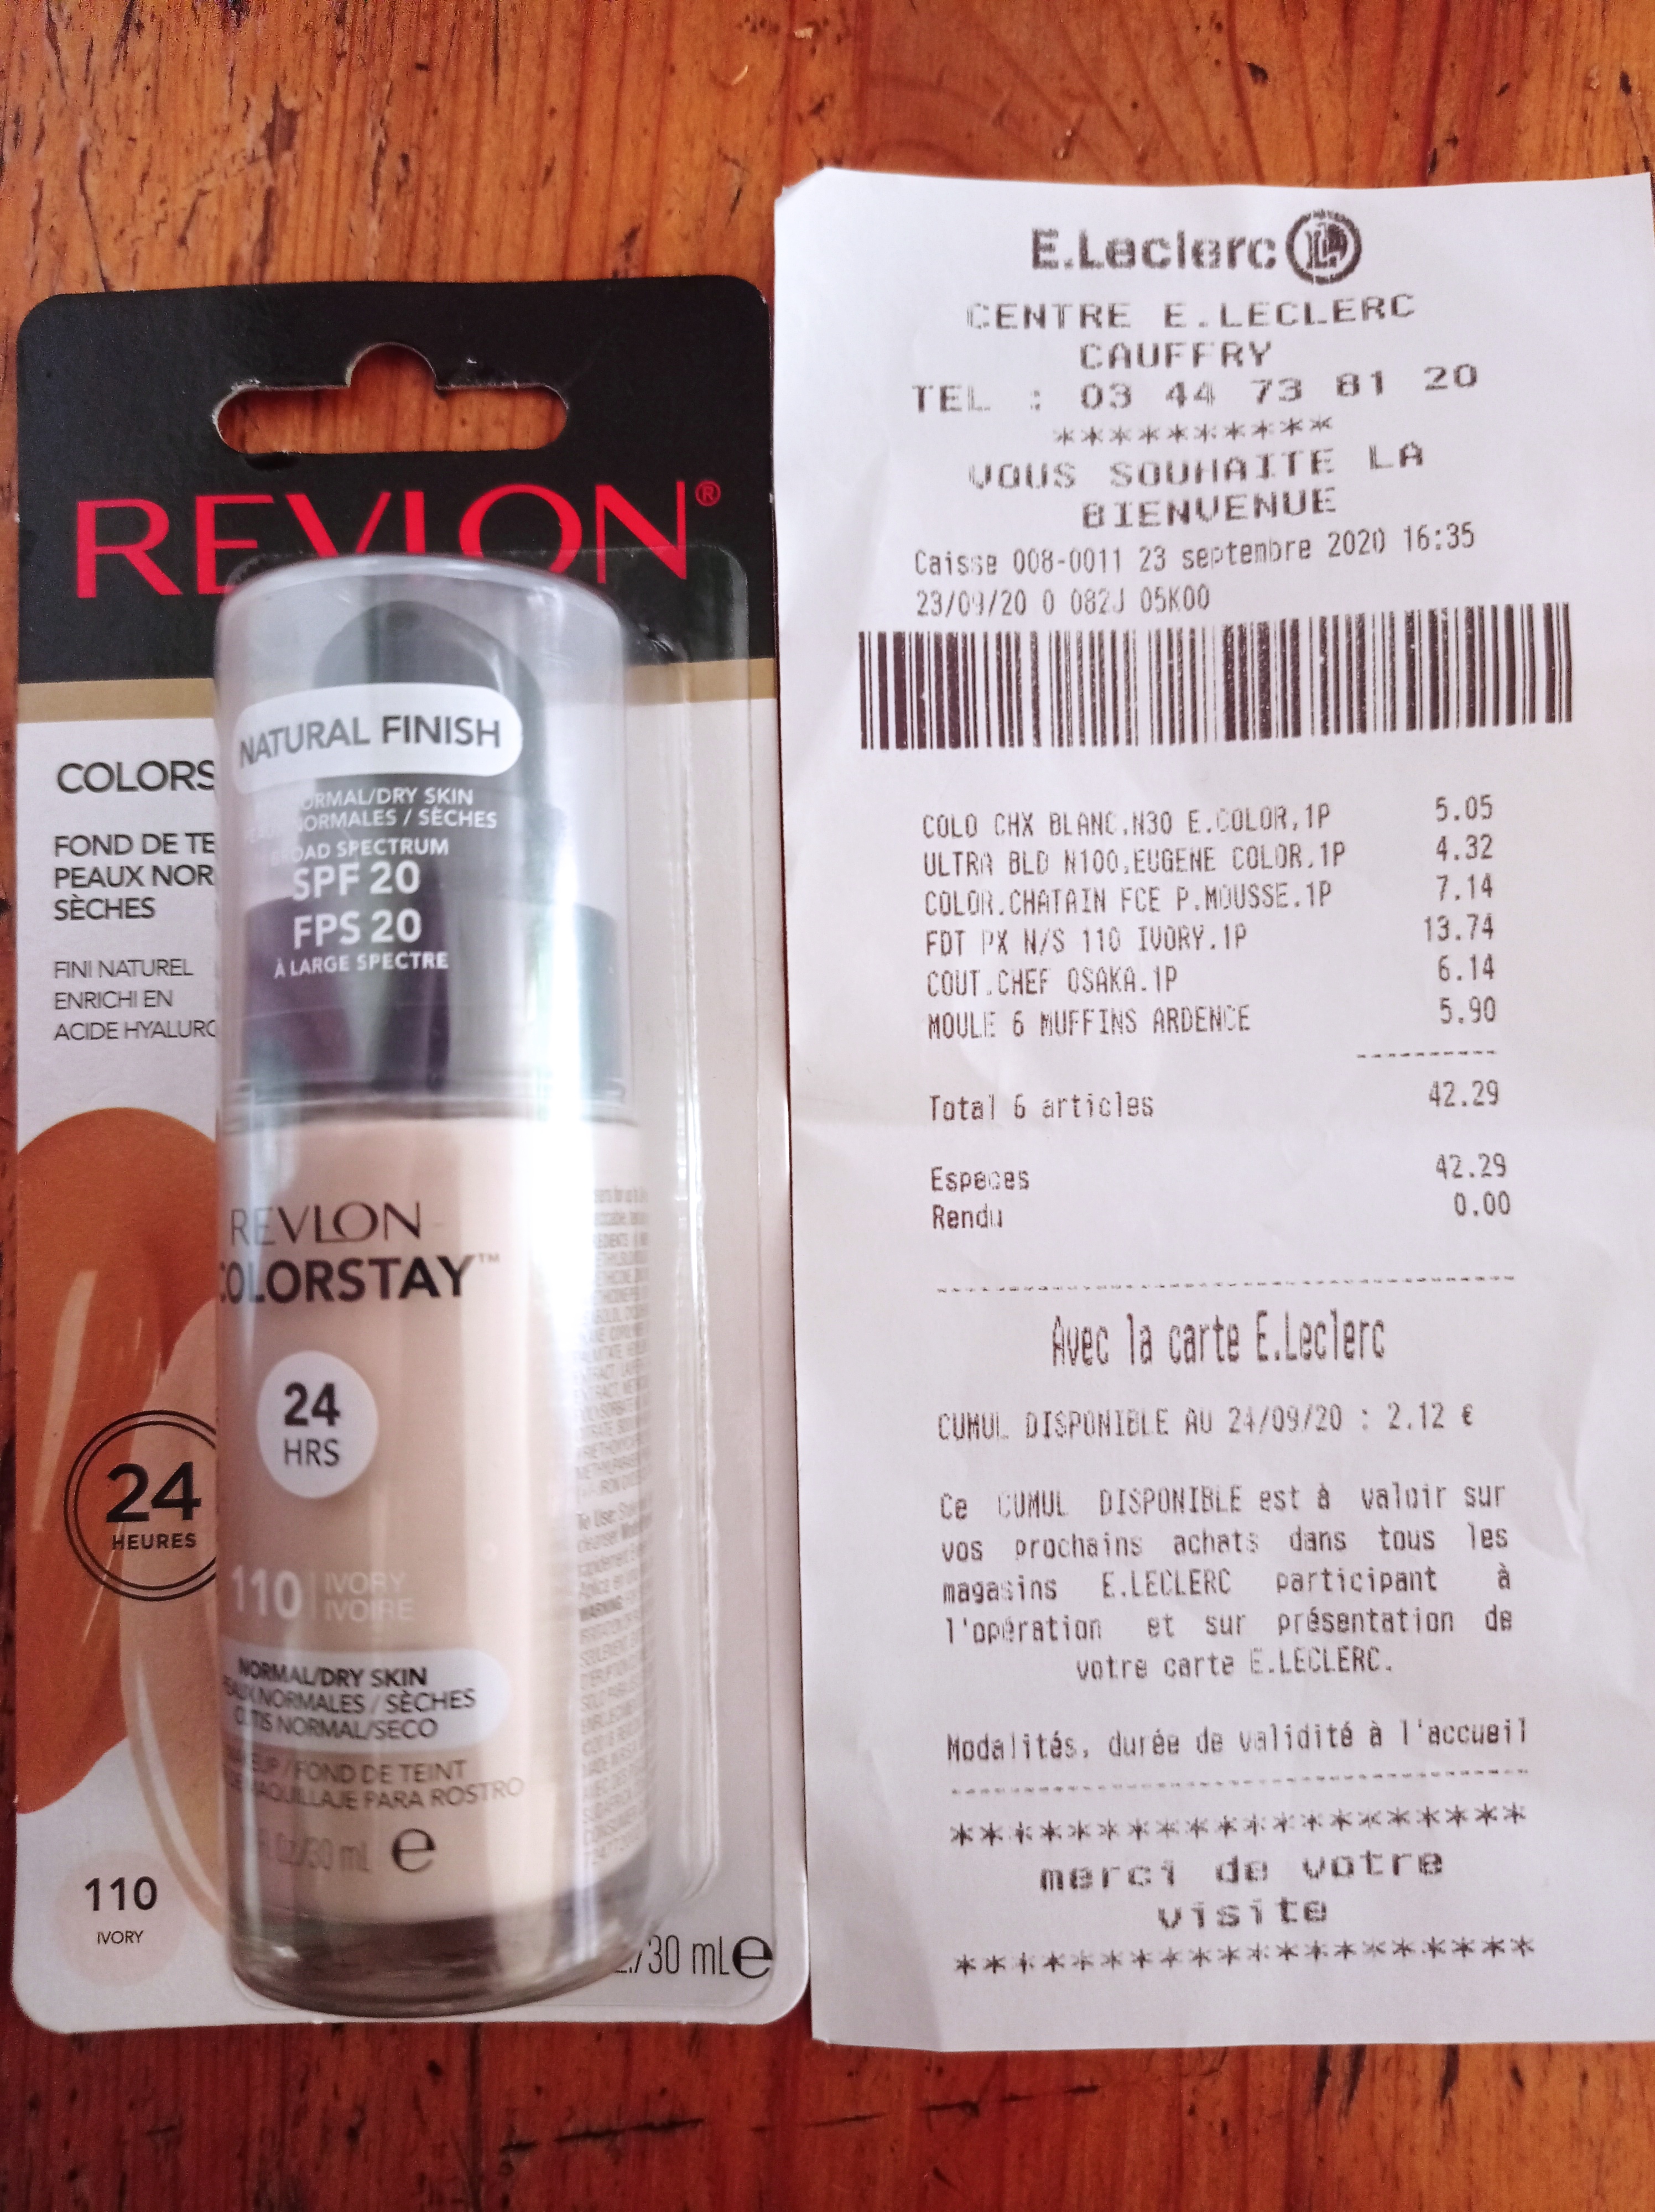 REVLON®
COLORS
FOND DE TE
PEAUX NOR
SÈCHES
FINI NATUREL
ENRICHI EN
ACIDE HYALURO
24
HEURES
110
IVORY
/30 mL e
NATURAL FINISH
NORMAL/DRY SKIN
PEAUX NORMALES / SÈCHES
BROAD SPECTRUM
SPF 20
FPS 20
À LARGE SPECTRE
REVLON
COLORSTAY™
24
HRS
110 IVORY
IVOIRE
NORMAL/DRY SKIN
PEAUX NORMALES / SÈCHES
CUTIS NORMAL/SECO
MAKEUP / FOND DE TEINT
MAQUILLAJE PARA ROSTRO
Oz/30 mL e
E.Leclerc L
CENTRE E.LECLERC
CAUFFRY
TEL : 03 44 73 81 20
**********
VOUS SOUHAITE LA
BIENVENUE
Caisse 008-0011 23 septembre 2020 16:35
23/09/20 0 082J 05K00
COLO CHX BLANC.N30 E.COLOR,1P 5.05
ULTRA BLD N100.EUGENE COLOR,1P 4.32
COLOR.CHATAIN FCE P.MOUSSE.1P 7.14
FDT PX N/S 110 IVORY.1P 13.74
COUT.CHEF OSAKA.1P 6.14
MOULE 6 MUFFINS ARDENCE 5.90
Total 6 articles 42.29
Especes 42.29
Rendu 0.00
Avec la carte E.Leclerc
CUMUL DISPONIBLE AU 24/09/20 : 2.12 €
Ce CUMUL DISPONIBLE est à valoir sur
vos prochains achats dans tous les
magasins E.LECLERC participant à
l'opération et sur présentation de
votre carte E.LECLERC.
Modalités, durée de validité à l'accueil
********************
merci de votre
visite
********************